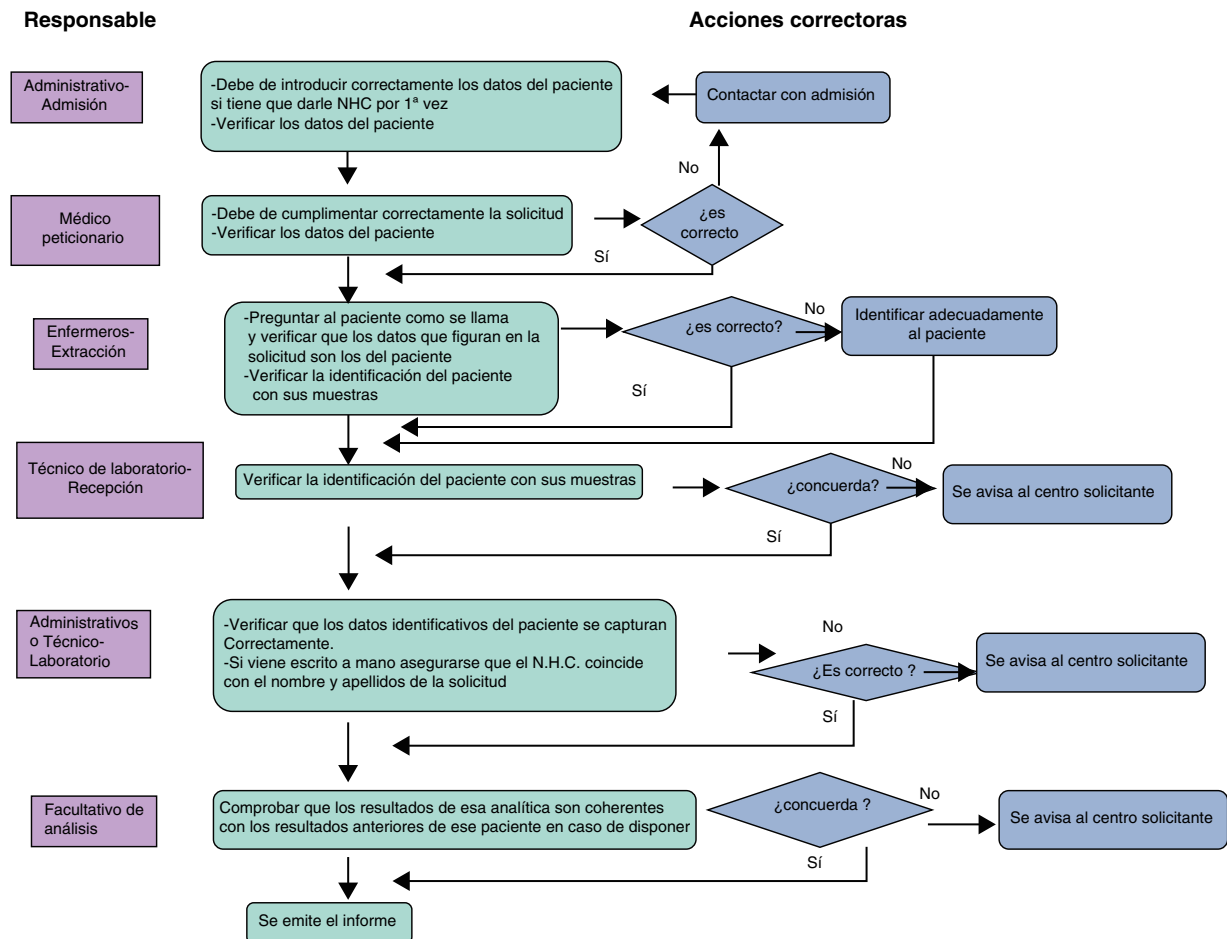 Responsable
Acciones correctoras
Administrativo-
Admisión
-Debe de introducir correctamente los datos del paciente
si tiene que darle NHC por 1ª vez
-Verificar los datos del paciente
Contactar con admisión
No
Médico
peticionario
-Debe de cumplimentar correctamente la solicitud
-Verificar los datos del paciente
¿es
correcto
Sí
Enfermeros-
Extracción
-Preguntar al paciente como se llama
y verificar que los datos que figuran en la
solicitud son los del paciente
-Verificar la identificación del paciente
con sus muestras
¿es correcto?
No
Identificar adecuadamente
al paciente
Sí
Técnico de laboratorio-
Recepción
Verificar la identificación del paciente con sus muestras
¿concuerda?
No
Se avisa al centro solicitante
Sí
Administrativos
o Técnico-
Laboratorio
-Verificar que los datos identificativos del paciente se capturan
Correctamente.
-Si viene escrito a mano asegurarse que el N.H.C. coincide
con el nombre y apellidos de la solicitud
No
¿Es correcto ?
Se avisa al centro solicitante
Sí
Facultativo de
análisis
Comprobar que los resultados de esa analítica son coherentes
con los resultados anteriores de ese paciente en caso de disponer
¿concuerda ?
No
Se avisa al centro solicitante
Sí
Se emite el informe